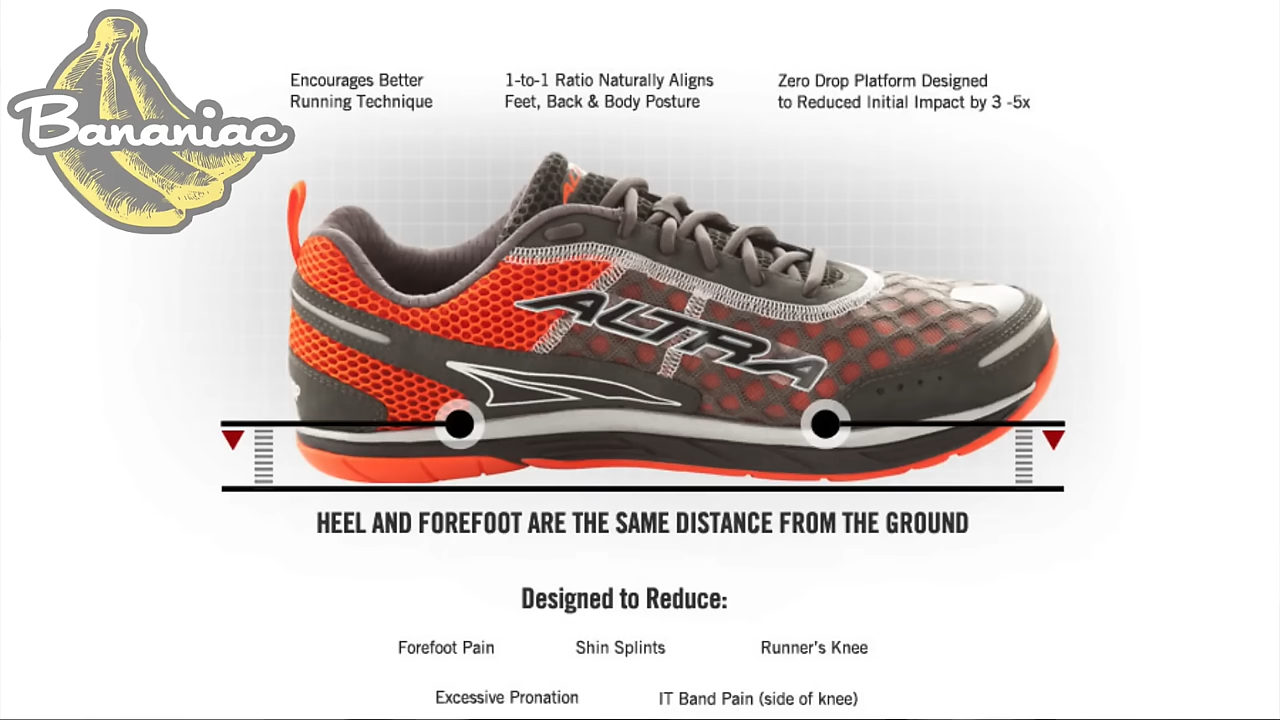 Bananiac
Encourages Better
Running Technique
1-to-1 Ratio Naturally Aligns
Feet, Back & Body Posture
Zero Drop Platform Designed
to Reduced Initial Impact by 3 -5x
ALTRA
HEEL AND FOREFOOT ARE THE SAME DISTANCE FROM THE GROUND
Designed to Reduce:
Forefoot Pain
Shin Splints
Runner's Knee
Excessive Pronation
IT Band Pain (side of knee)